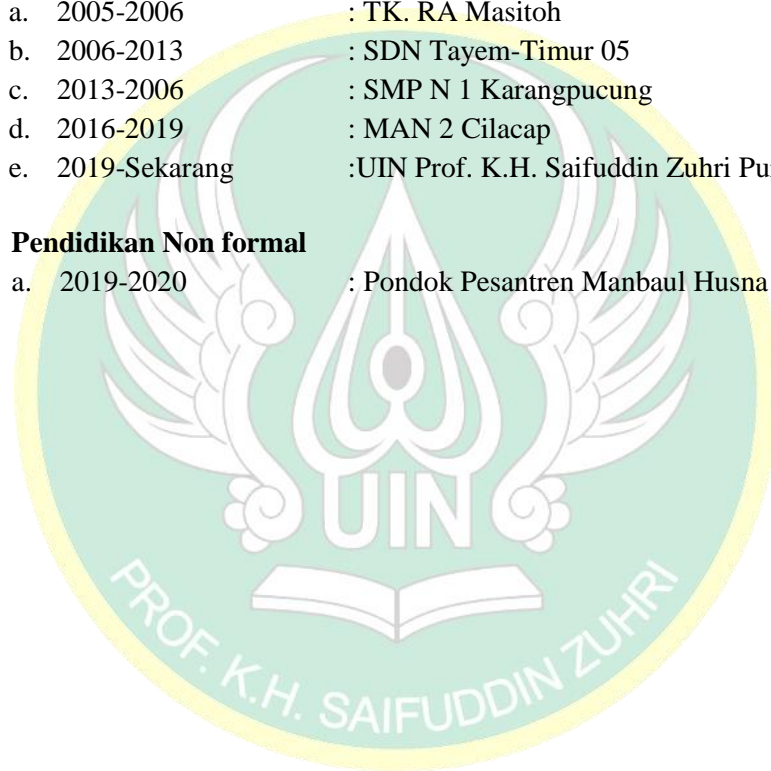 a. 2005-2006 : TK. RA Masitoh
b. 2006-2013 : SDN Tayem-Timur 05
c. 2013-2006 : SMP N 1 Karangpucung
d. 2016-2019 : MAN 2 Cilacap
e. 2019-Sekarang :UIN Prof. K.H. Saifuddin Zuhri
Pendidikan Non formal
a. 2019-2020 : Pondok Pesantren Manbaul Husna
UIN
PROF. K.H. SAIFUDDIN ZUHRI